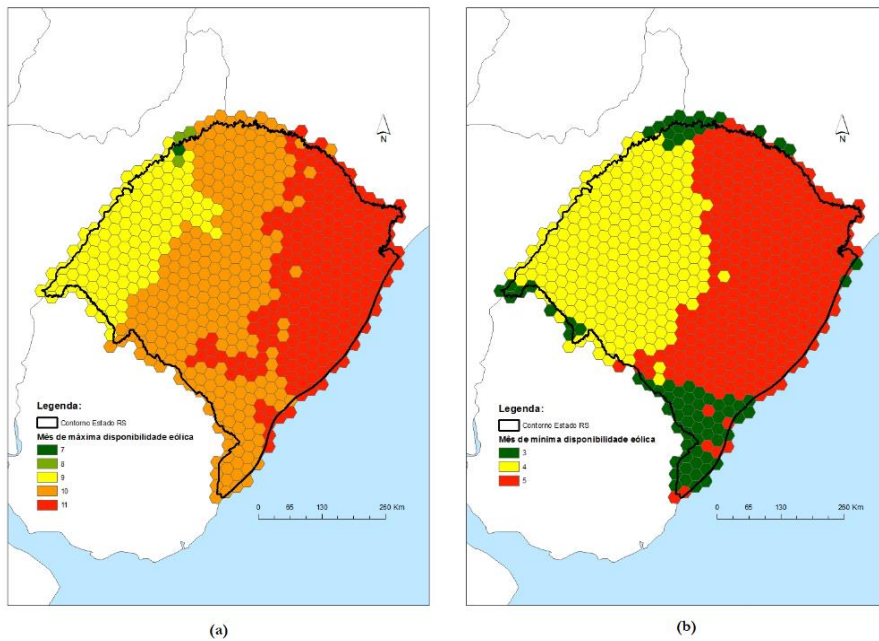 N
Legenda:
Contorno Estado RS
Mês de máxima disponibilidade eólica
7
8
9
10
11
0 65 130 260 Km
(a)
N
Legenda:
Contorno Estado RS
Mês de mínima disponibilidade eólica
3
4
5
0 65 130 260 Km
(b)